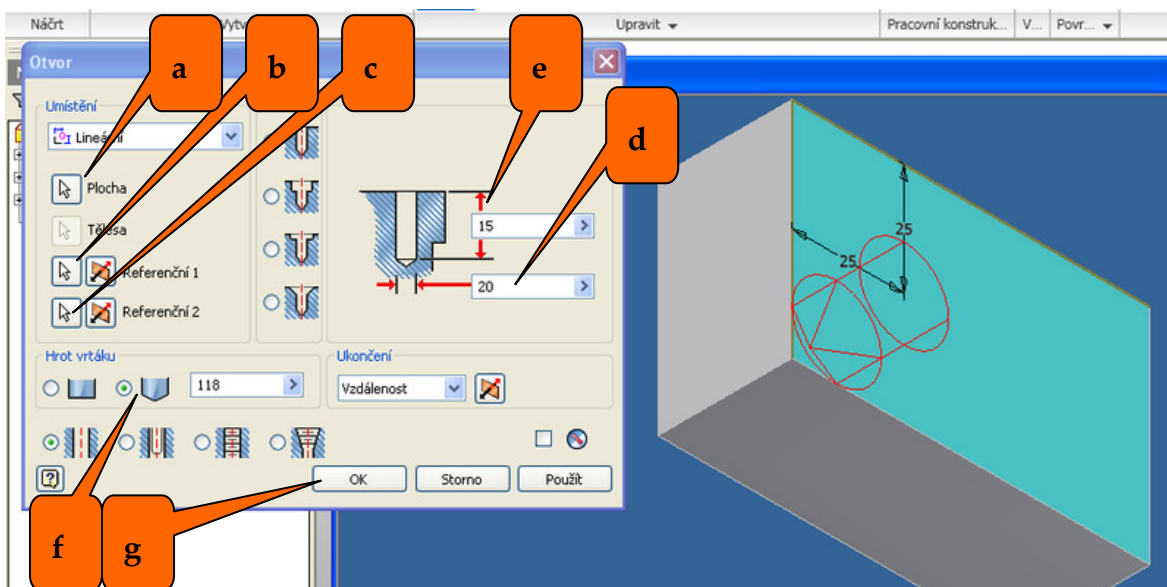 Náčrt Upravit Pracovní konstruk... V... Povr...
Otvor
a b c e
d
Umístění
Plocha
Tělesa
Referenční 1
Referenční 2
15
20
25
25
Hrot vrtáku Ukončení
118 Vzdálenost
OK Storno Použít
f g